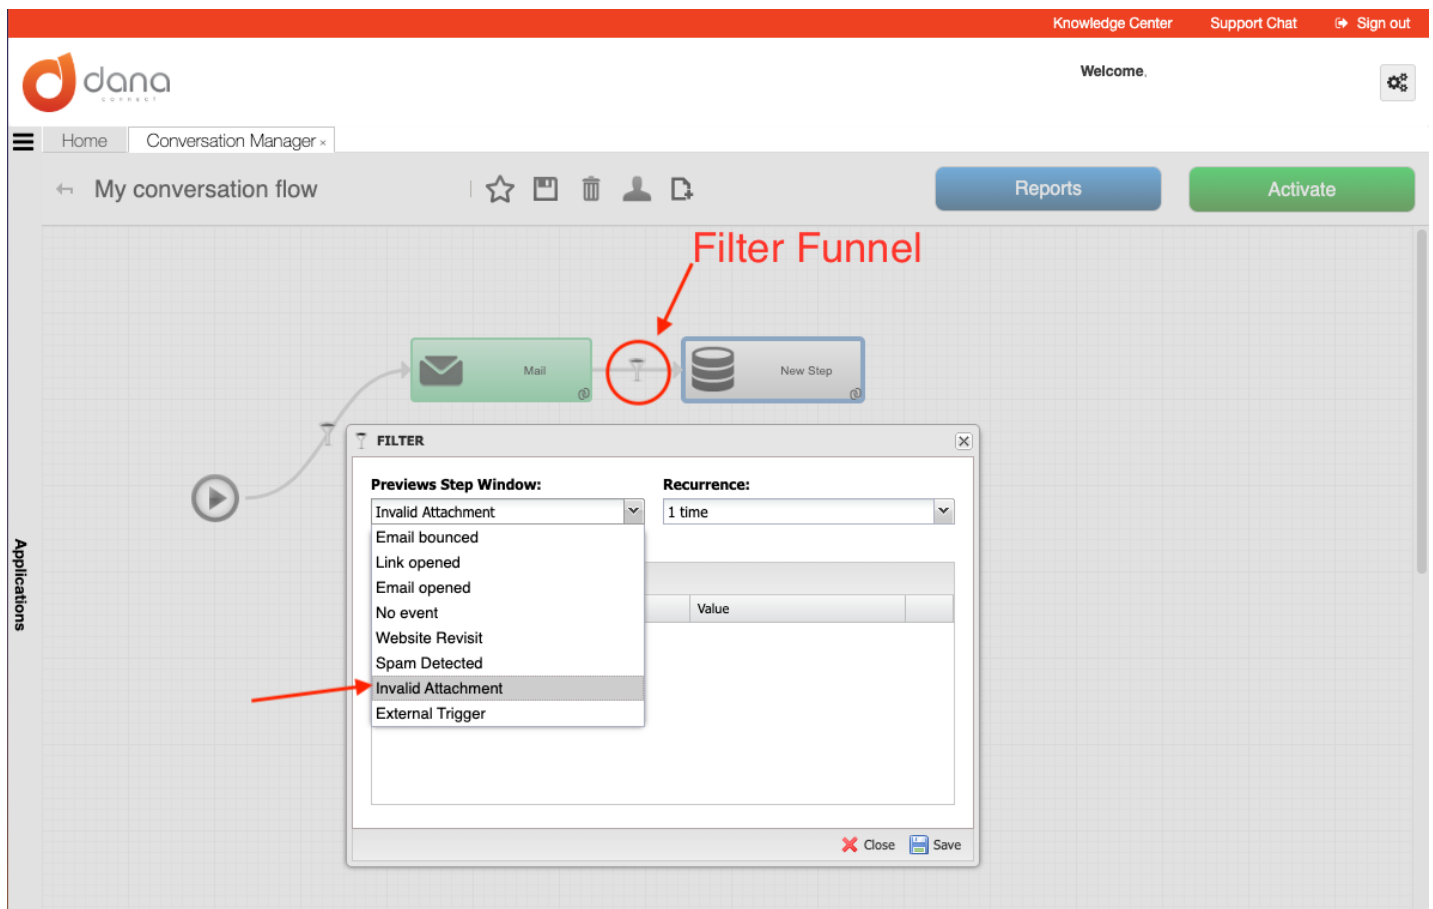 Knowledge Center Support Chat Sign out
dana
CONNECT
Welcome,
Home Conversation Manager ×
My conversation flow Reports Activate
Filter Funnel
Mail New Step
FILTER
Previews Step Window: Recurrence:
Invalid Attachment 1 time
Email bounced
Link opened
Email opened
No event
Value
Website Revisit
Spam Detected
Invalid Attachment
External Trigger
Applications
Close Save